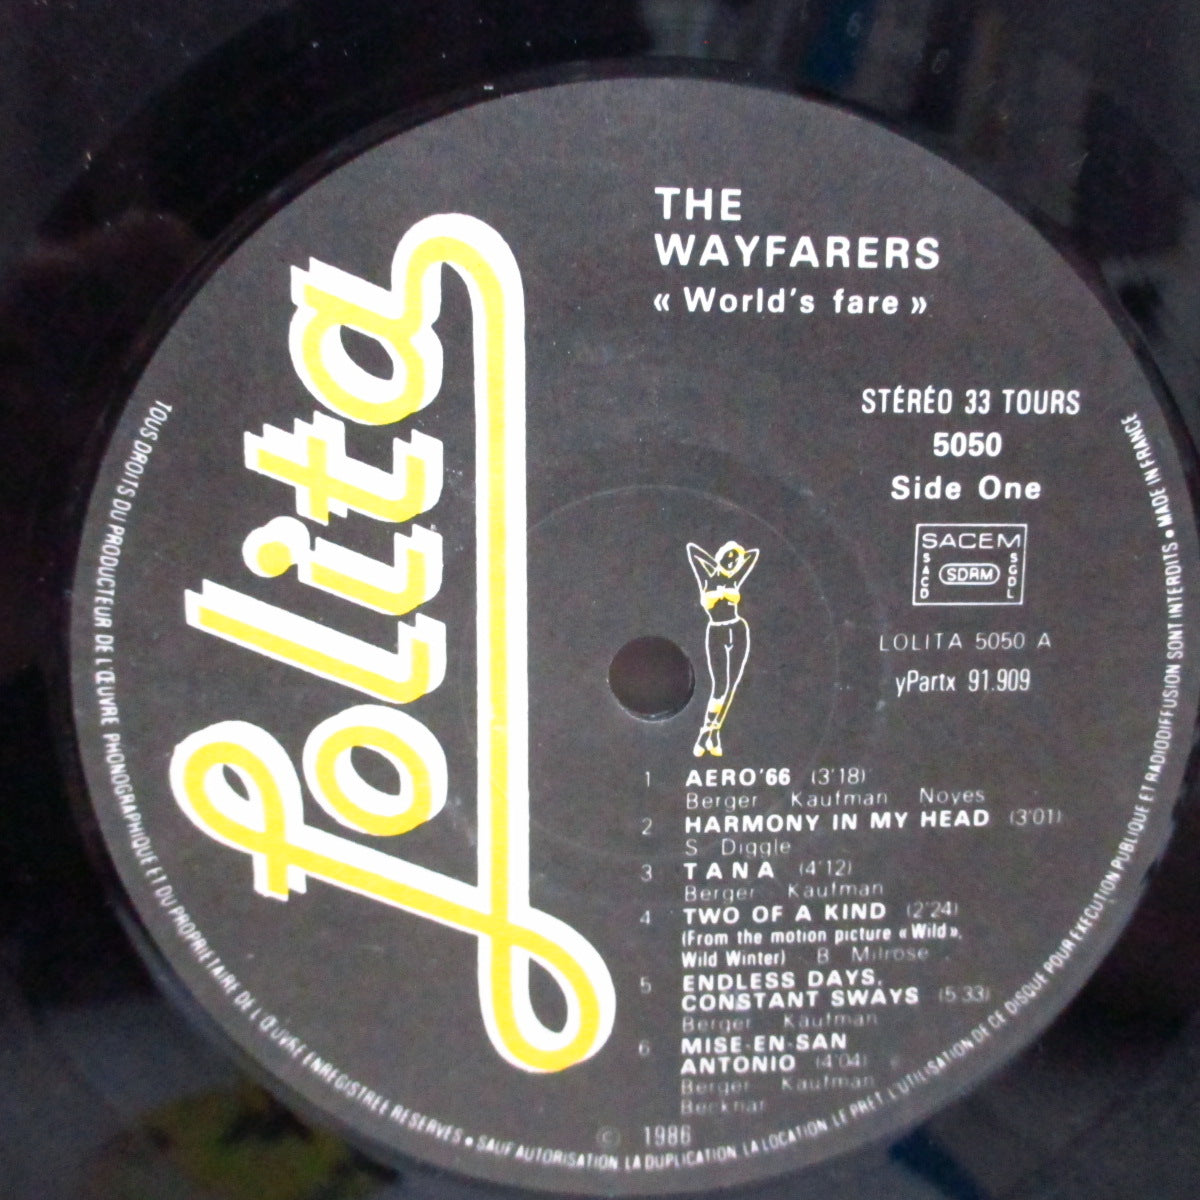 Lolita
THE
WAYFARERS
« World's fare »
STÉRÉO 33 TOURS
5050
Side One
SACEM
SACD
SDRM
SGDL
LOLITA 5050 A
yPartx 91.909
1 AERO'66 (3'18)
Berger Kaufman Noyes
2 HARMONY IN MY HEAD (3'01)
S Diggle
3 TANA (4'12)
Berger Kaufman
4 TWO OF A KIND (2'24)
(From the motion picture « Wild »,
Wild Winter) B Milrose
5 ENDLESS DAYS,
CONSTANT SWAYS (5'33)
Berger Kaufman
6 MISE-EN-SAN
ANTONIO (4'04)
Berger Kaufman
© 1986
TOUS DROITS DU PRODUCTEUR DE L'ŒUVRE PHONOGRAPHIQUE ET DU PROPRIETAIRE DE L'ŒUVRE ENREGISTREE RESERVES • SAUF AUTORISATION LA DUPLICATION LA LOCATION LE PRET L'UTILISATION DE CE DISQUE POUR EXECUTION PUBLIQUE ET RADIODIFFUSION SONT INTERDITS • MADE IN FRANCE